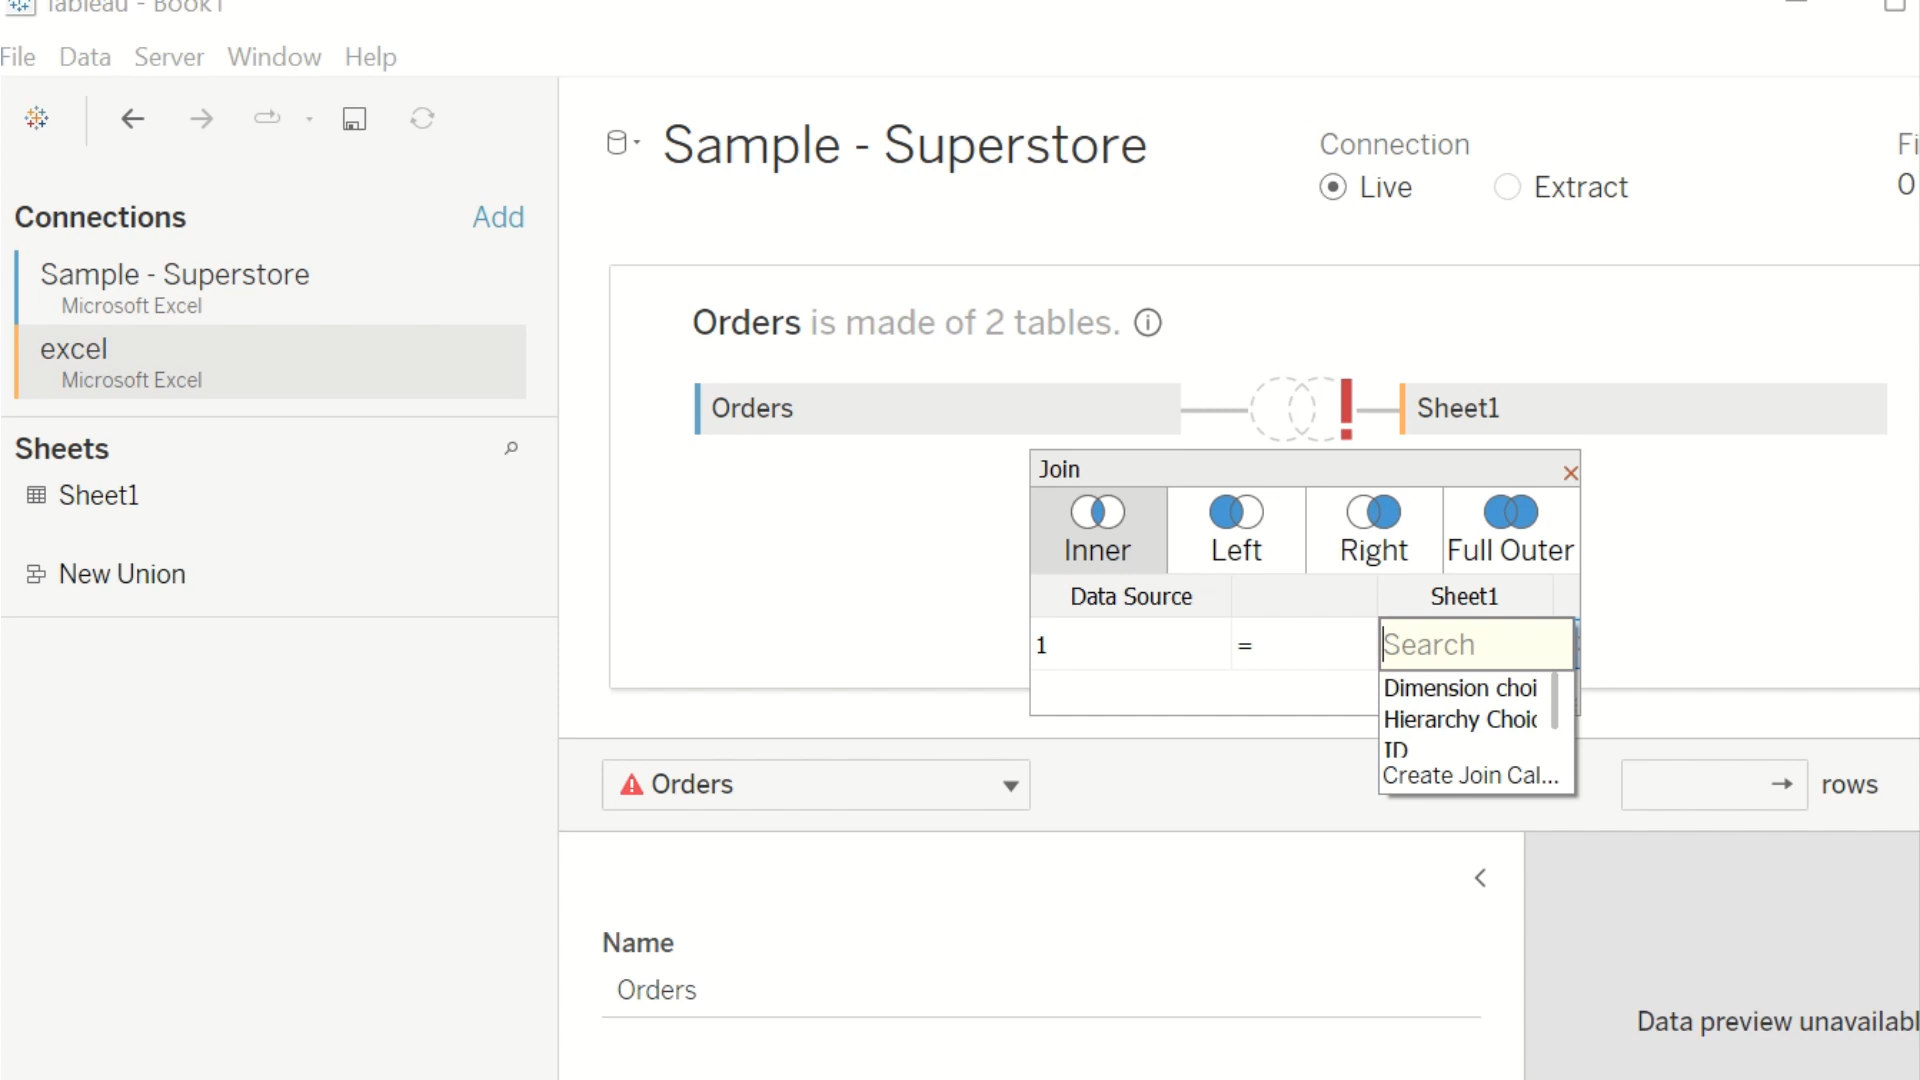 Tableau - Book1
File Data Server Window Help
Sample - Superstore
Connection
Live
Extract
0
Connections
Add
Sample - Superstore
Microsoft Excel
excel
Microsoft Excel
Sheets
Sheet1
New Union
Orders is made of 2 tables.
Orders
Sheet1
Join
Inner
Left
Right
Full Outer
Data Source
Sheet1
1
=
Search
Dimension choi
Hierarchy Choic
ID
Create Join Cal...
Orders
rows
Name
Orders
Data preview unavailabl